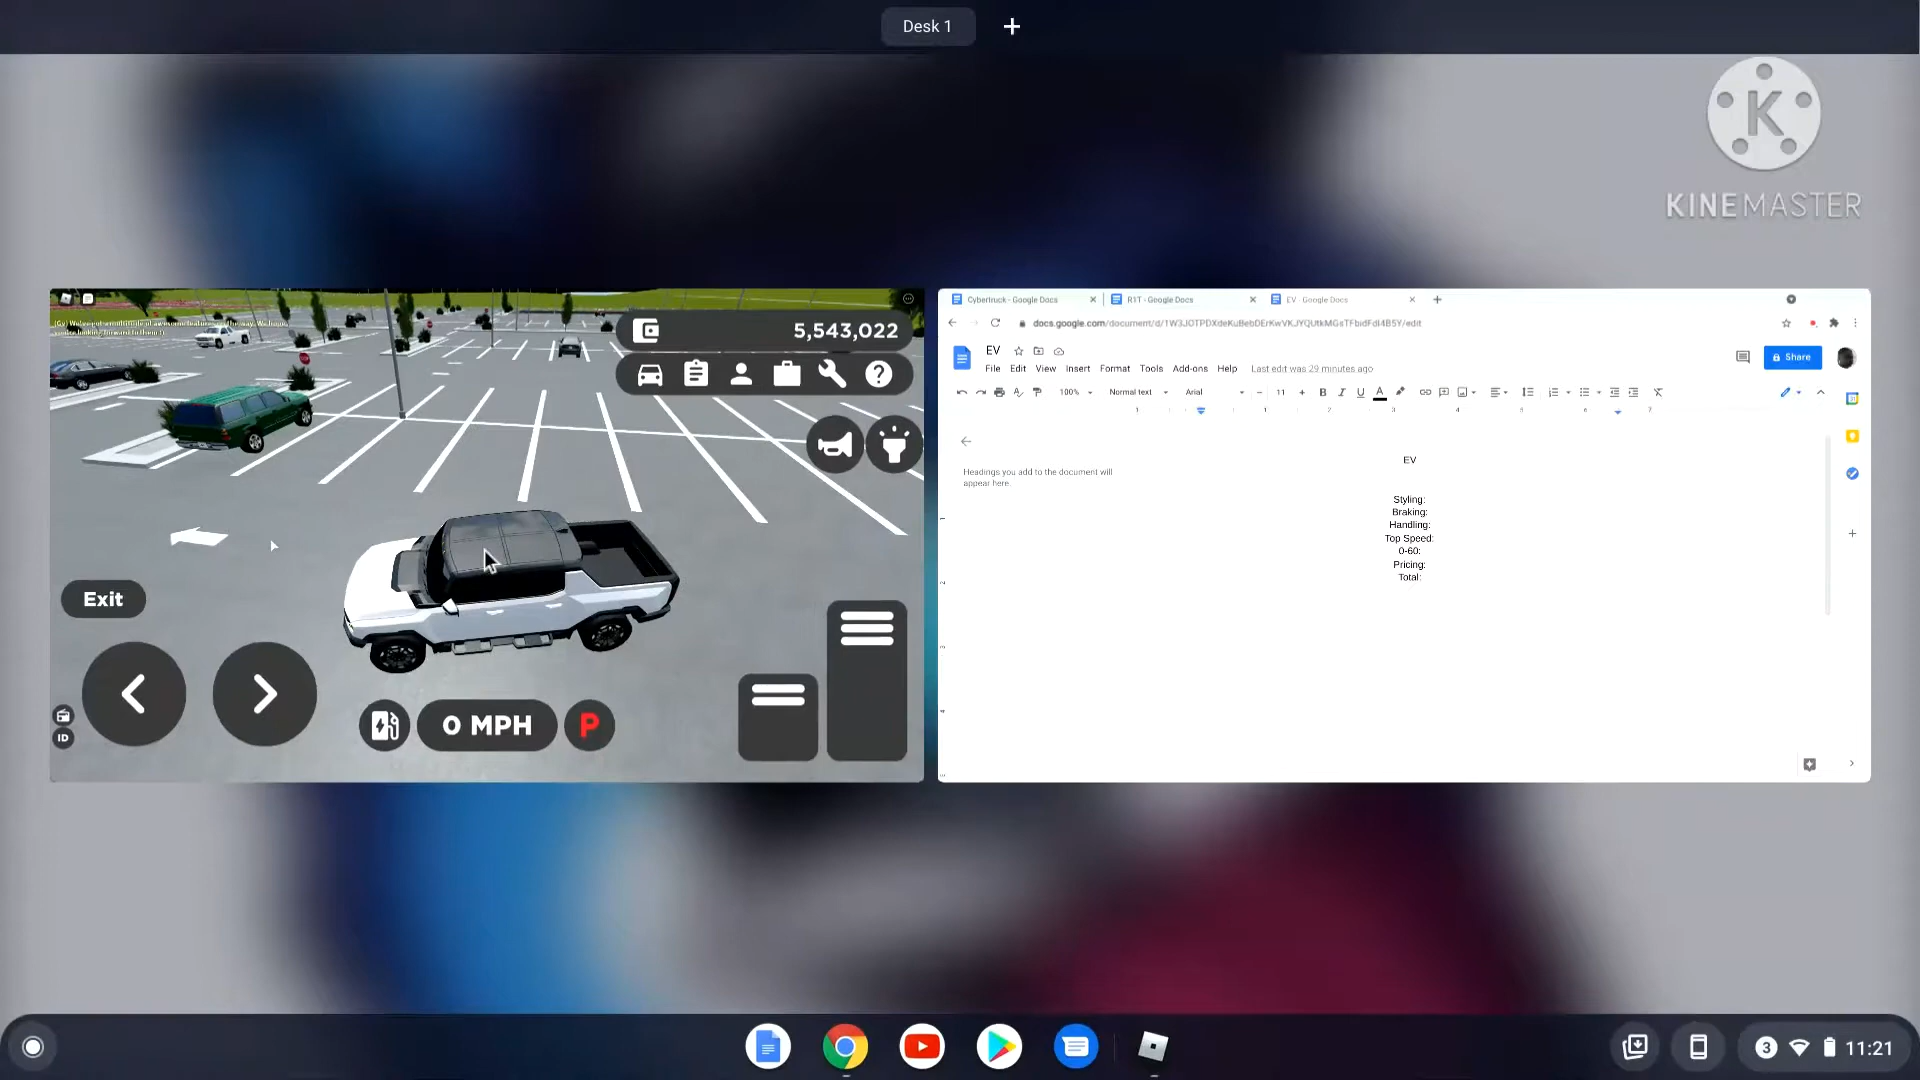 Desk 1
K
KINEMASTER
5,543,022
Exit
ID
0 MPH
P
Cybertruck - Google Docs
R1T - Google Docs
EV - Google Docs
EV
File Edit View Insert Format Tools Add-ons Help Last edit was 29 minutes ago
Share
100% Normal text Arial 11 B I U A
Headings you add to the document will
appear here.
EV
Styling:
Braking:
Handling:
Top Speed:
0-60:
Pricing:
Total:
3
11:21